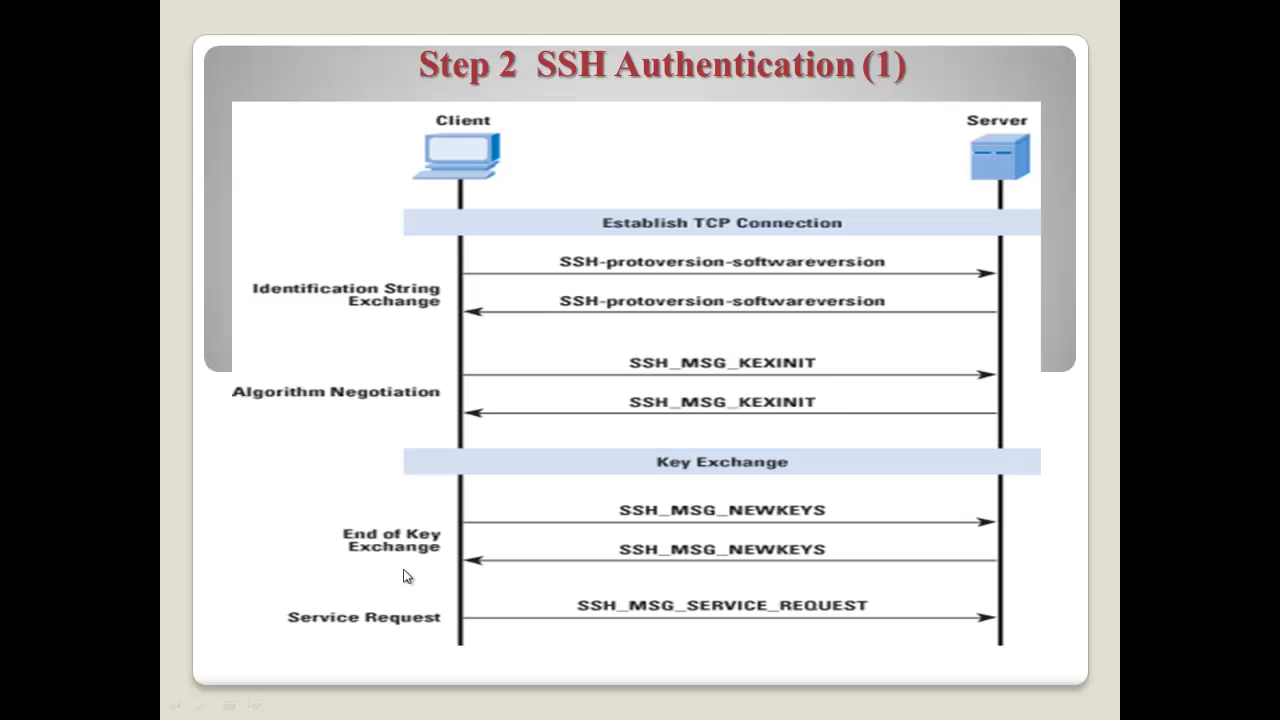 Step 2 SSH Authentication (1)
Client
Server
Establish TCP Connection
SSH-protoversion-softwareversion
Identification String
Exchange
SSH-protoversion-softwareversion
SSH_MSG_KEXINIT
Algorithm Negotiation
SSH_MSG_KEXINIT
Key Exchange
SSH_MSG_NEWKEYS
End of Key
Exchange
SSH_MSG_NEWKEYS
SSH_MSG_SERVICE_REQUEST
Service Request